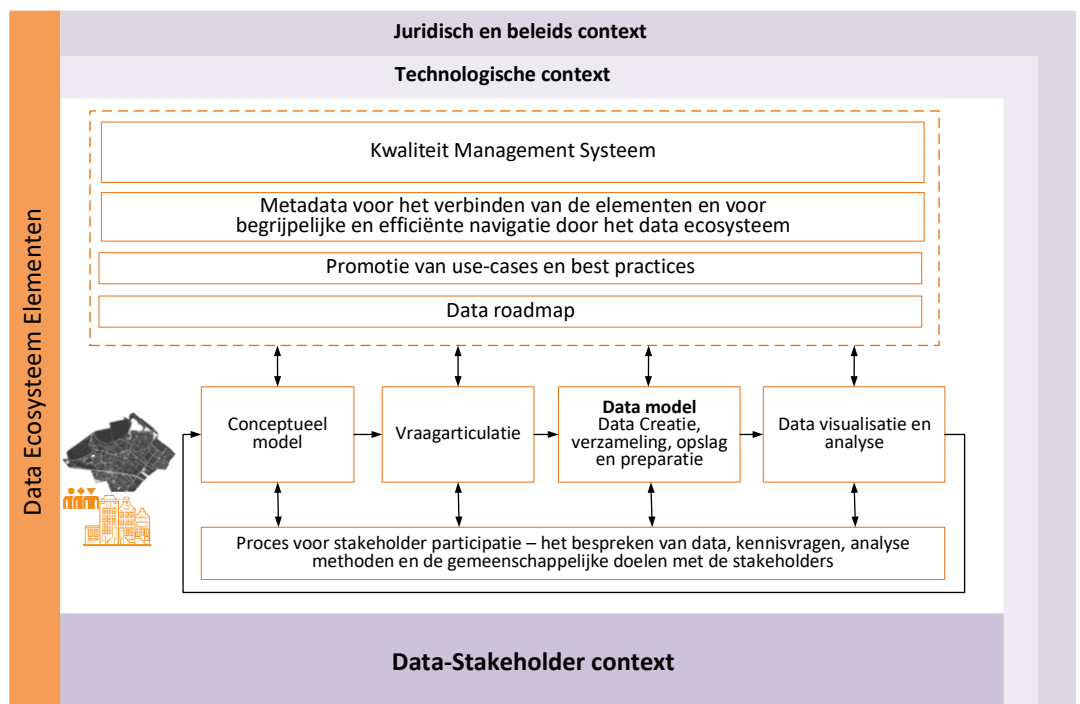 Juridisch en beleids context
Technologische context
Data Ecosysteem Elementen
Kwaliteit Management Systeem
Metadata voor het verbinden van de elementen en voor
begrijpelijke en efficiënte navigatie door het data ecosysteem
Promotie van use-cases en best practices
Data roadmap
Conceptueel
model
Vraagarticulatie
Data model
Data Creatie,
verzameling, opslag
en preparatie
Data visualisatie en
analyse
Proces voor stakeholder participatie – het bespreken van data, kennisvragen, analyse
methoden en de gemeenschappelijke doelen met de stakeholders
Data-Stakeholder context